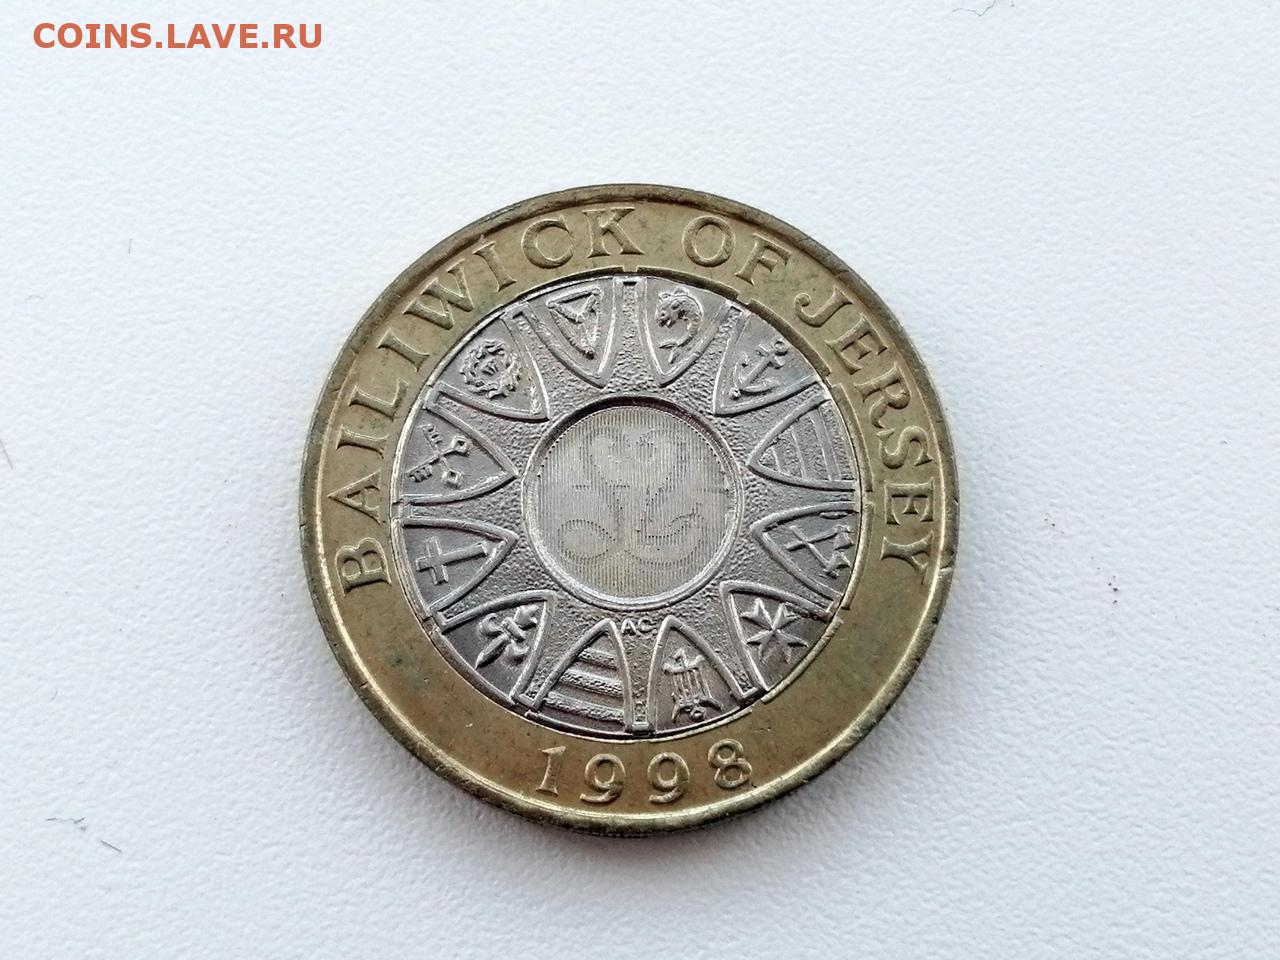 COINS.LAVE.RU
BAILIWICK OF JERSEY
AC
1998